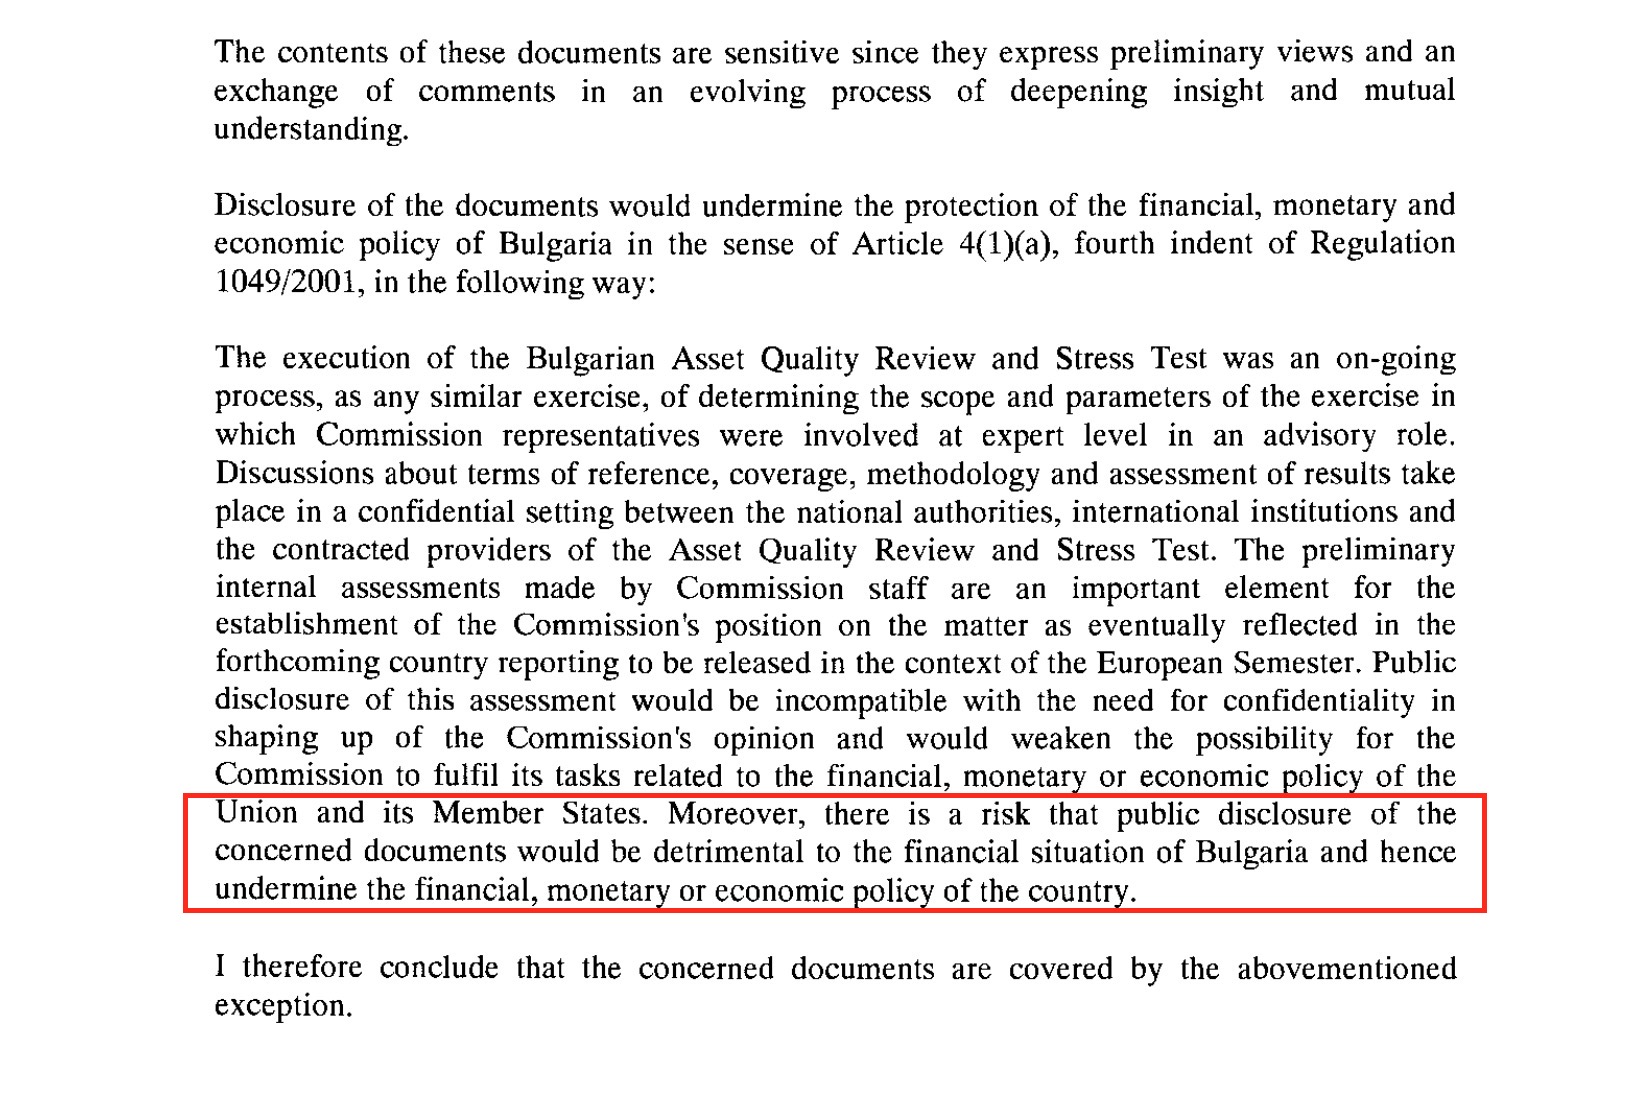 The contents of these documents are sensitive since they express preliminary views and an
exchange of comments in an evolving process of deepening insight and mutual
understanding.
Disclosure of the documents would undermine the protection of the financial, monetary and
economic policy of Bulgaria in the sense of Article 4(1)(a), fourth indent of Regulation
1049/2001, in the following way:
The execution of the Bulgarian Asset Quality Review and Stress Test was an on-going
process, as any similar exercise, of determining the scope and parameters of the exercise in
which Commission representatives were involved at expert level in an advisory role.
Discussions about terms of reference, coverage, methodology and assessment of results take
place in a confidential setting between the national authorities, international institutions and
the contracted providers of the Asset Quality Review and Stress Test. The preliminary
internal assessments made by Commission staff are an important element for the
establishment of the Commission's position on the matter as eventually reflected in the
forthcoming country reporting to be released in the context of the European Semester. Public
disclosure of this assessment would be incompatible with the need for confidentiality in
shaping up of the Commission's opinion and would weaken the possibility for the
Commission to fulfil its tasks related to the financial, monetary or economic policy of the
Union and its Member States. Moreover, there is a risk that public disclosure of the
concerned documents would be detrimental to the financial situation of Bulgaria and hence
undermine the financial, monetary or economic policy of the country.
I therefore conclude that the concerned documents are covered by the abovementioned
exception.